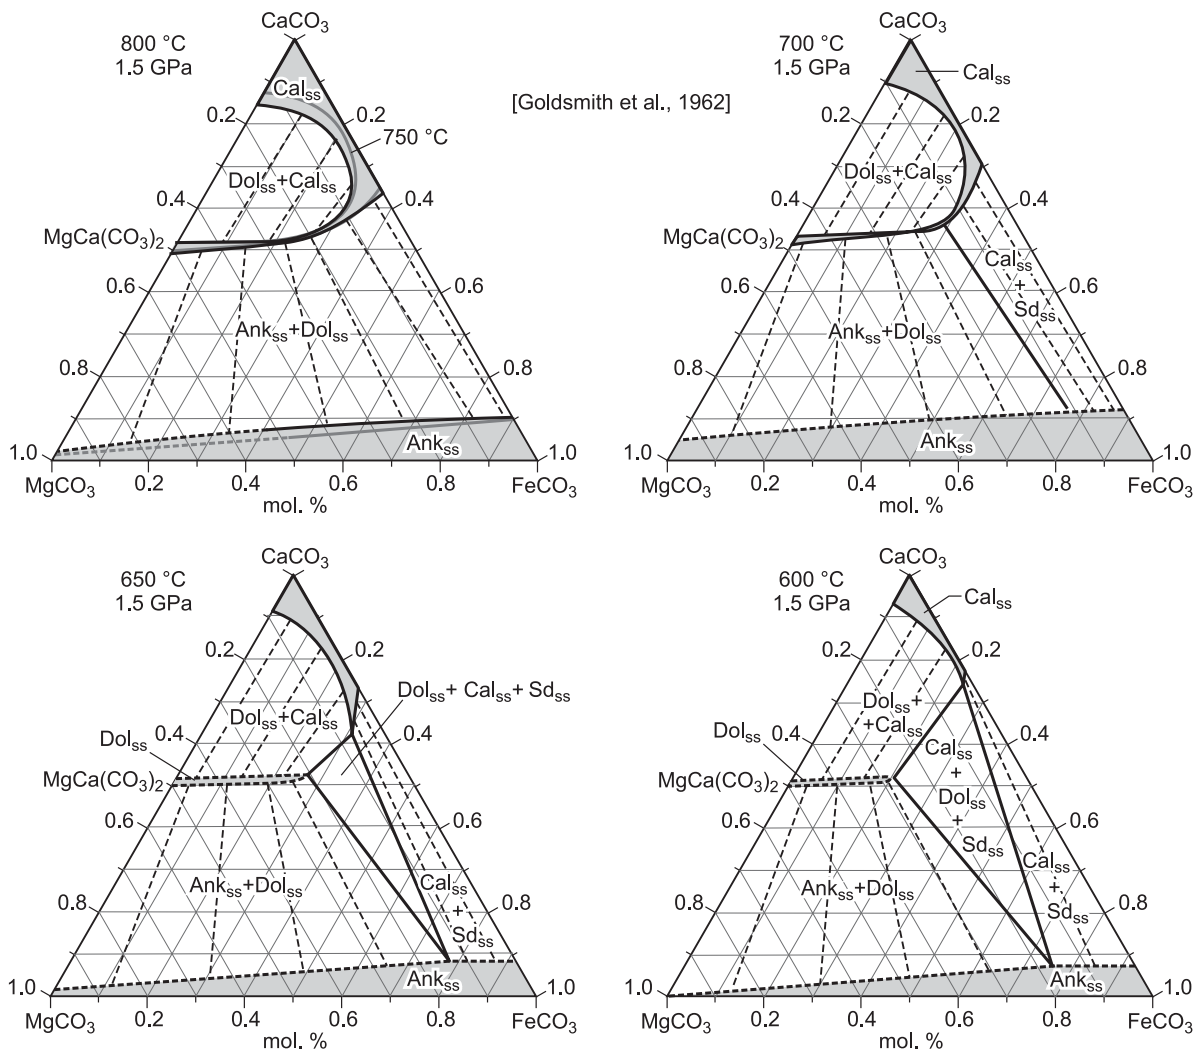 CaCO₃
800 °C
1.5 GPa
Calss
0.2
0.2
750 °C
Dolss+Calss
0.4
0.4
MgCa(CO₃)₂
0.6
0.6
Ankss+Dolss
0.8
0.8
Ankss
1.0
1.0
MgCO₃
0.2
0.4
0.6
0.8
FeCO₃
mol. %
[Goldsmith et al., 1962]
CaCO₃
700 °C
1.5 GPa
Calss
0.2
0.2
Dolss+Calss
0.4
0.4
MgCa(CO₃)₂
Calss
+
Sdss
0.6
0.6
Ankss+Dolss
0.8
0.8
Ankss
1.0
1.0
MgCO₃
0.2
0.4
0.6
0.8
FeCO₃
mol. %
CaCO₃
650 °C
1.5 GPa
0.2
0.2
Dolss+ Calss+ Sdss
Dolss+Calss
0.4
0.4
Dolss
MgCa(CO₃)₂
0.6
0.6
Ankss+Dolss
Calss
+
Sdss
0.8
0.8
Ankss
1.0
1.0
MgCO₃
0.2
0.4
0.6
0.8
FeCO₃
mol. %
CaCO₃
600 °C
1.5 GPa
Calss
0.2
0.2
Dolss+
+Calss
0.4
0.4
Dolss
MgCa(CO₃)₂
Calss
+
Dolss
+
Sdss
0.6
0.6
Ankss+Dolss
Calss
+
Sdss
0.8
0.8
Ankss
1.0
1.0
MgCO₃
0.2
0.4
0.6
0.8
FeCO₃
mol. %